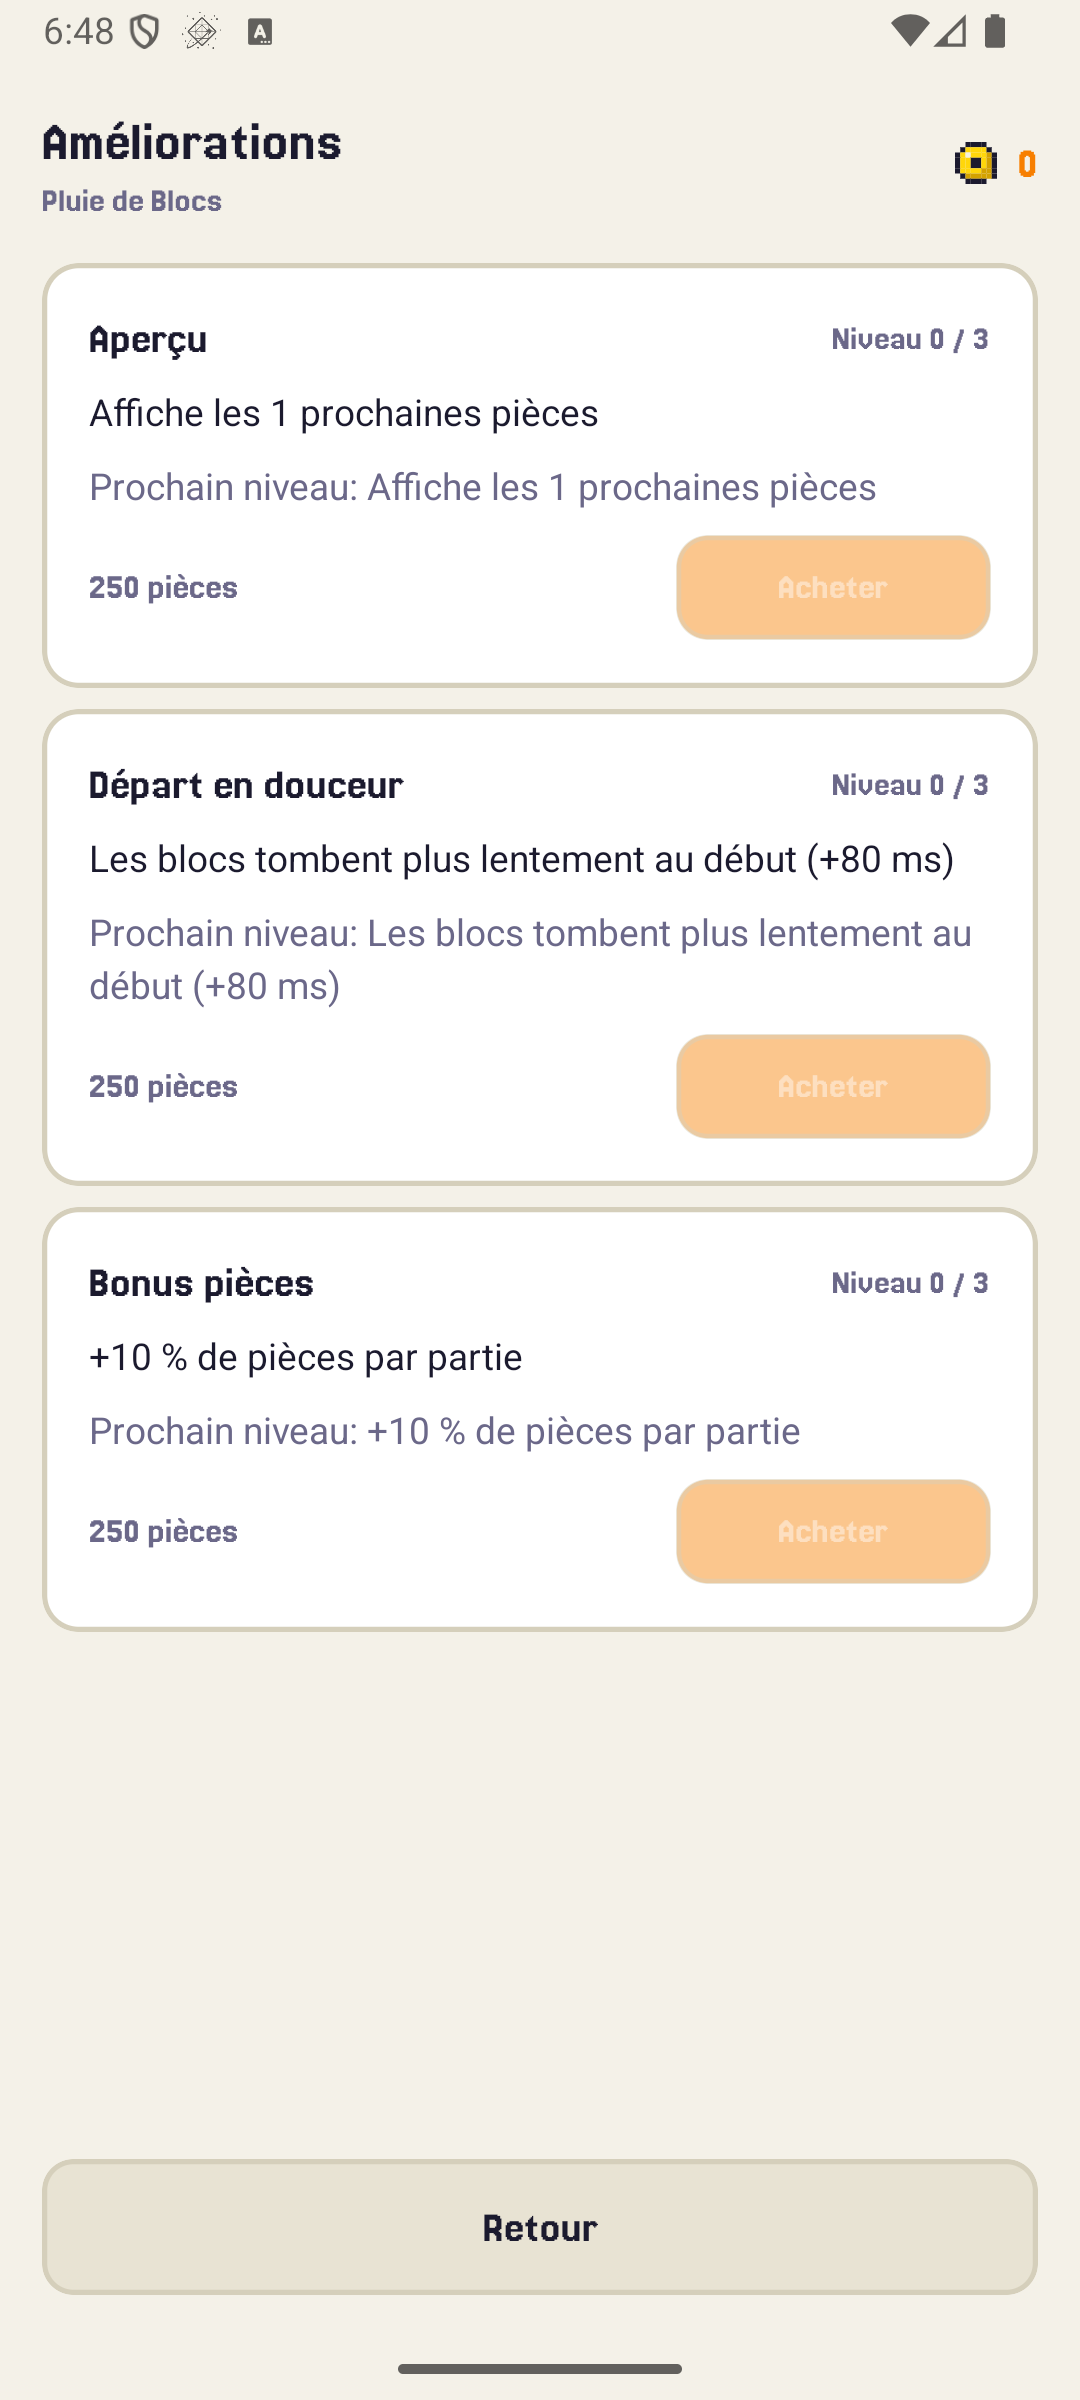 6:48
Améliorations
Pluie de Blocs
0
Aperçu
Niveau 0 / 3
Affiche les 1 prochaines pièces
Prochain niveau: Affiche les 1 prochaines pièces
250 pièces
Acheter
Départ en douceur
Niveau 0 / 3
Les blocs tombent plus lentement au début (+80 ms)
Prochain niveau: Les blocs tombent plus lentement au
début (+80 ms)
250 pièces
Acheter
Bonus pièces
Niveau 0 / 3
+10 % de pièces par partie
Prochain niveau: +10 % de pièces par partie
250 pièces
Acheter
Retour